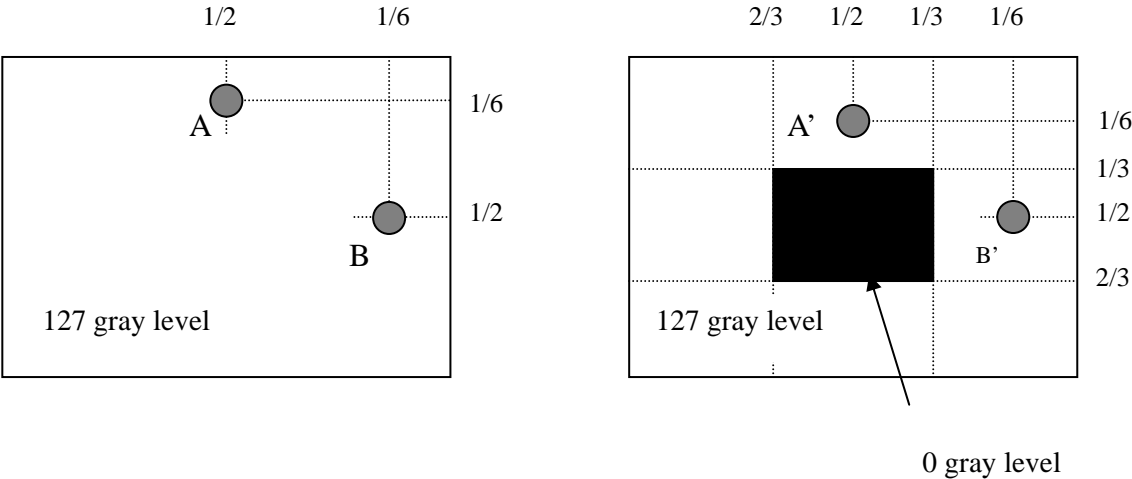 1/2 1/6
1/6
A
1/2
B
127 gray level
2/3 1/2 1/3 1/6
1/6
A’
1/3
1/2
B’
2/3
127 gray level
0 gray level